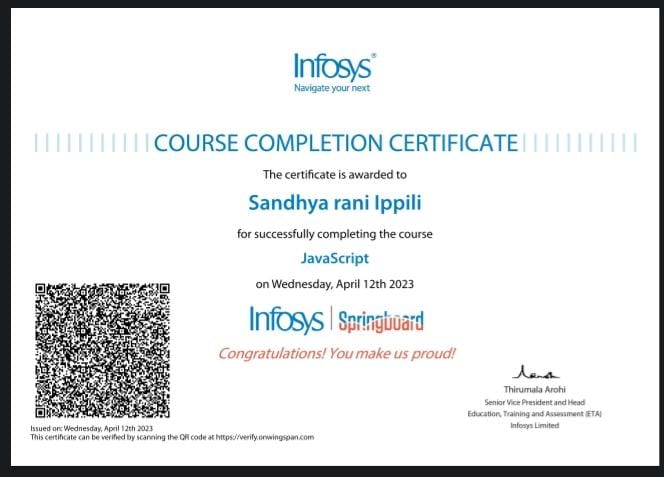 Infosys®
Navigate your next
COURSE COMPLETION CERTIFICATE
The certificate is awarded to
Sandhya rani Ippili
for successfully completing the course
JavaScript
on Wednesday, April 12th 2023
Infosys | Springboard
Congratulations! You make us proud!
Thirumala Arohi
Senior Vice President and Head
Education, Training and Assessment (ETA)
Infosys Limited
Issued on: Wednesday, April 12th 2023
This certificate can be verified by scanning the QR code at https://verify.onwingspan.com